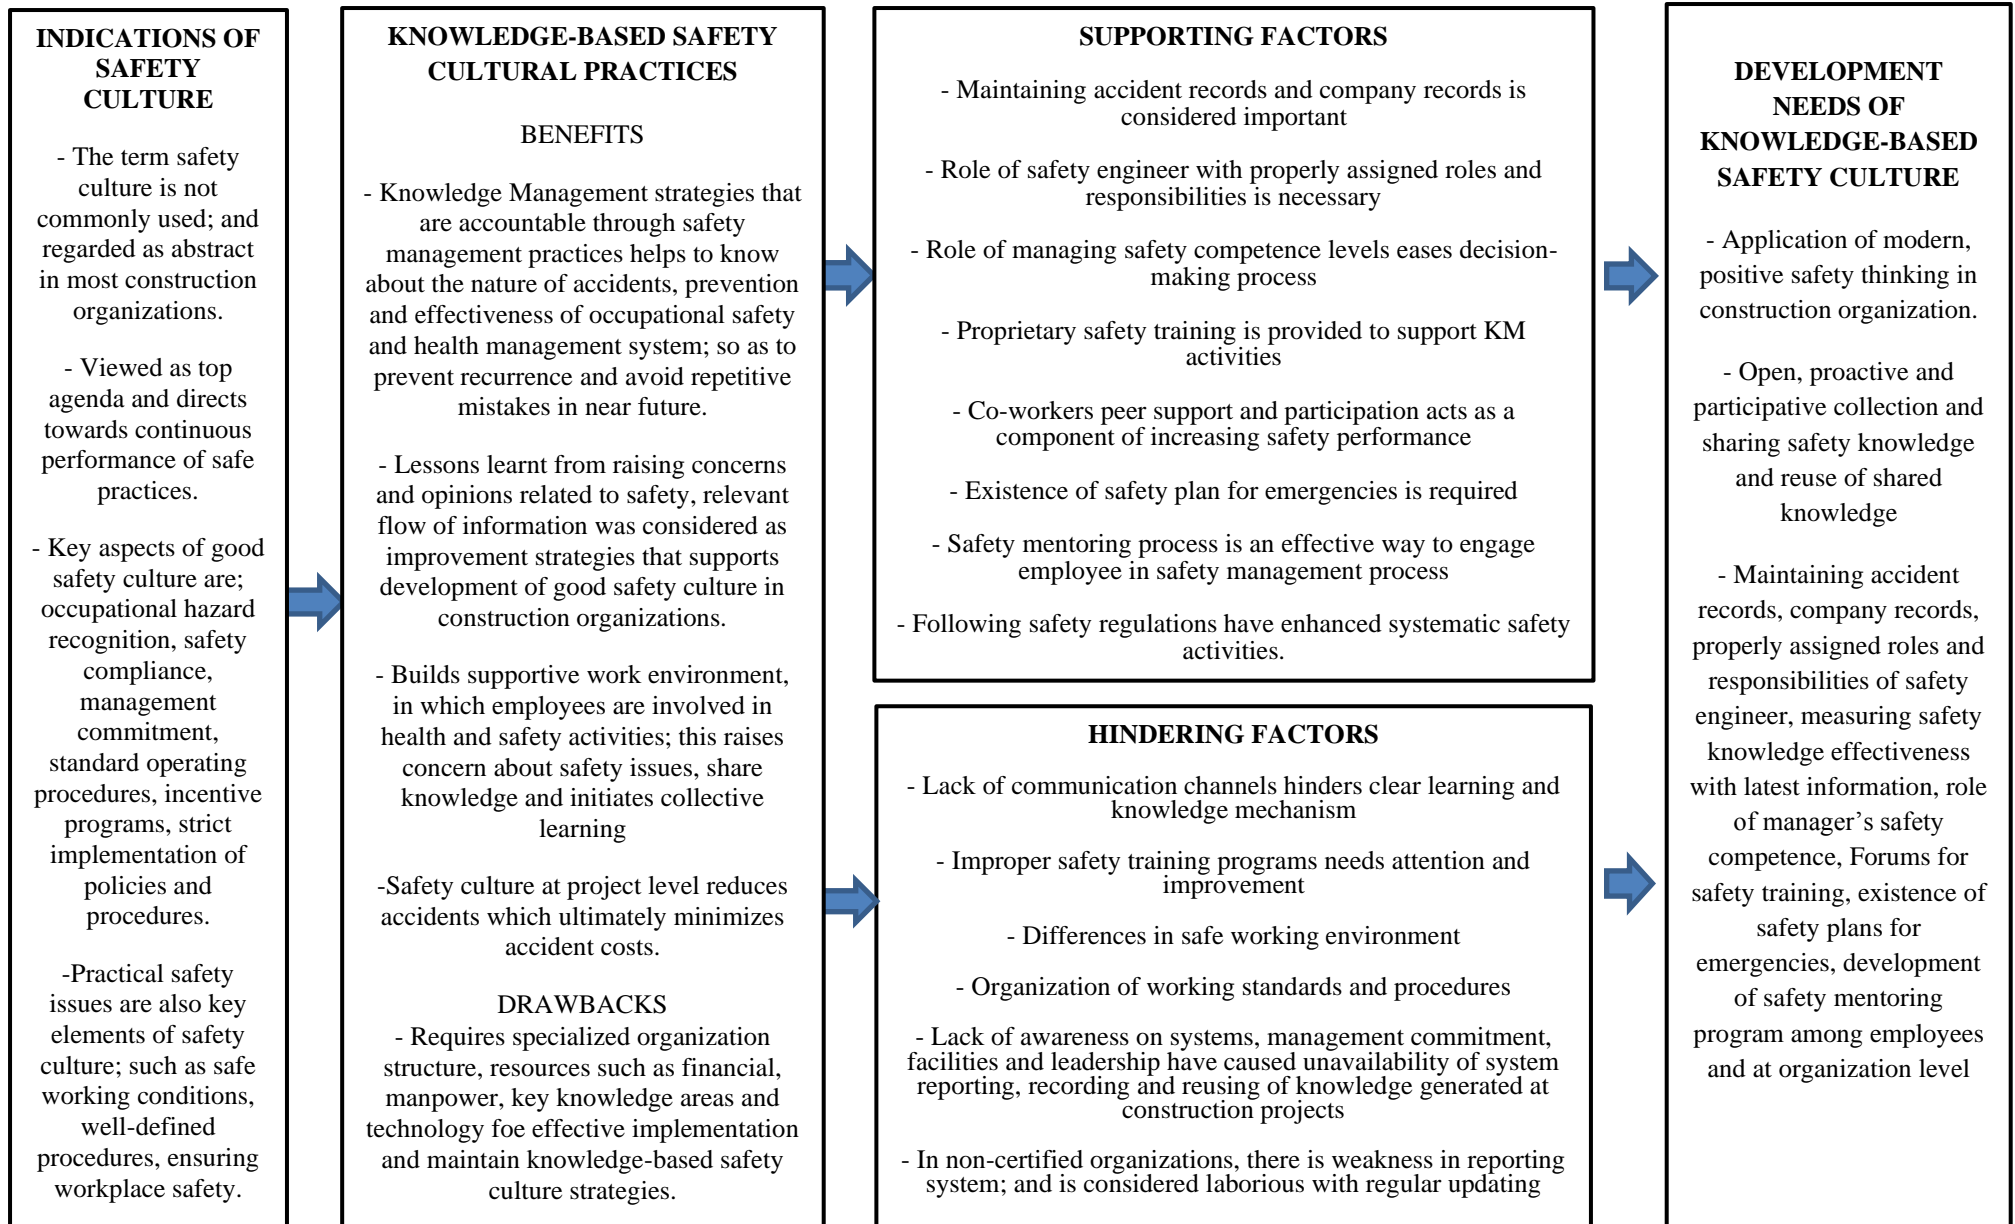 INDICATIONS OF
SAFETY
CULTURE
- The term safety
culture is not
commonly used; and
regarded as abstract
in most construction
organizations.
- Viewed as top
agenda and directs
towards continuous
performance of safe
practices.
- Key aspects of good
safety culture are;
occupational hazard
recognition, safety
compliance,
management
commitment,
standard operating
procedures, incentive
programs, strict
implementation of
policies and
procedures.
-Practical safety
issues are also key
elements of safety
culture; such as safe
working conditions,
well-defined
procedures, ensuring
workplace safety.
KNOWLEDGE-BASED SAFETY
CULTURAL PRACTICES
BENEFITS
- Knowledge Management strategies that
are accountable through safety
management practices helps to know
about the nature of accidents, prevention
and effectiveness of occupational safety
and health management system; so as to
prevent recurrence and avoid repetitive
mistakes in near future.
- Lessons learnt from raising concerns
and opinions related to safety, relevant
flow of information was considered as
improvement strategies that supports
development of good safety culture in
construction organizations.
- Builds supportive work environment,
in which employees are involved in
health and safety activities; this raises
concern about safety issues, share
knowledge and initiates collective
learning
-Safety culture at project level reduces
accidents which ultimately minimizes
accident costs.
DRAWBACKS
- Requires specialized organization
structure, resources such as financial,
manpower, key knowledge areas and
technology foe effective implementation
and maintain knowledge-based safety
culture strategies.
SUPPORTING FACTORS
- Maintaining accident records and company records is
considered important
- Role of safety engineer with properly assigned roles and
responsibilities is necessary
- Role of managing safety competence levels eases decision-
making process
- Proprietary safety training is provided to support KM
activities
- Co-workers peer support and participation acts as a
component of increasing safety performance
- Existence of safety plan for emergencies is required
- Safety mentoring process is an effective way to engage
employee in safety management process
- Following safety regulations have enhanced systematic safety
activities.
HINDERING FACTORS
- Lack of communication channels hinders clear learning and
knowledge mechanism
- Improper safety training programs needs attention and
improvement
- Differences in safe working environment
- Organization of working standards and procedures
- Lack of awareness on systems, management commitment,
facilities and leadership have caused unavailability of system
reporting, recording and reusing of knowledge generated at
construction projects
- In non-certified organizations, there is weakness in reporting
system; and is considered laborious with regular updating
DEVELOPMENT
NEEDS OF
KNOWLEDGE-BASED
SAFETY CULTURE
- Application of modern,
positive safety thinking in
construction organization.
- Open, proactive and
participative collection and
sharing safety knowledge
and reuse of shared
knowledge
- Maintaining accident
records, company records,
properly assigned roles and
responsibilities of safety
engineer, measuring safety
knowledge effectiveness
with latest information, role
of manager’s safety
competence, Forums for
safety training, existence of
safety plans for
emergencies, development
of safety mentoring
program among employees
and at organization level